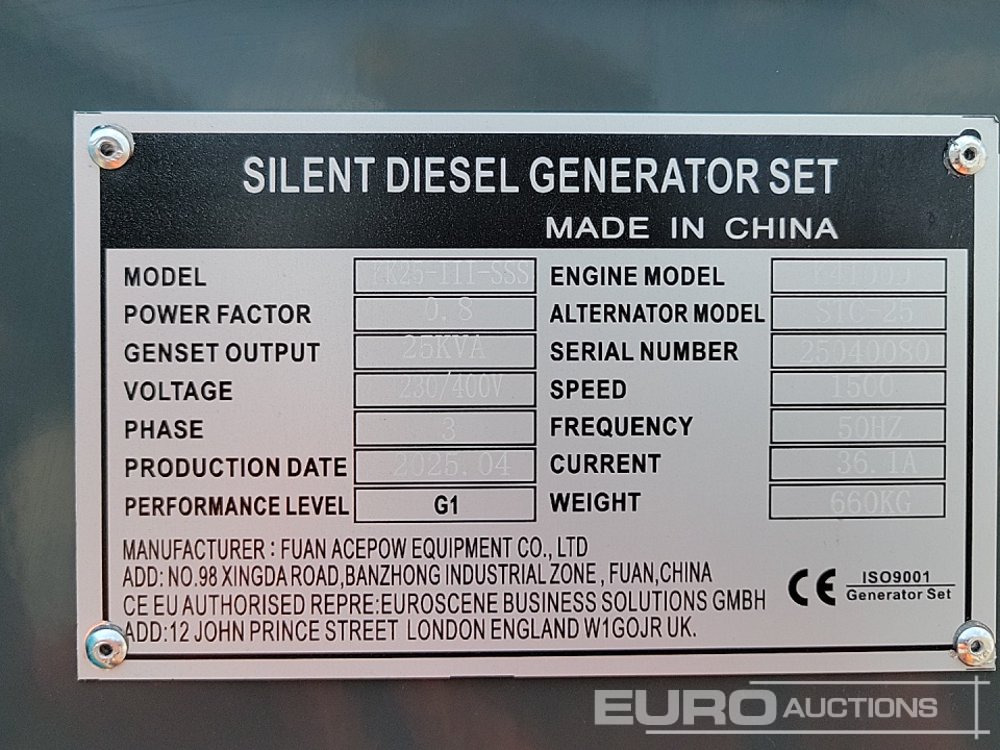 SILENT DIESEL GENERATOR SET
MADE IN CHINA
MODEL
ENGINE MODEL
POWER FACTOR 0.8
ALTERNATOR MODEL STC-25
GENSET OUTPUT 25KVA
SERIAL NUMBER 25040080
VOLTAGE 230/400V
SPEED 1500
PHASE 3
FREQUENCY 50HZ
PRODUCTION DATE 2025.04
CURRENT 36.1A
PERFORMANCE LEVEL G1
WEIGHT 660KG
MANUFACTURER : FUAN ACEPOW EQUIPMENT CO., LTD
ADD: NO.98 XINGDA ROAD,BANZHONG INDUSTRIAL ZONE , FUAN,CHINA
CE EU AUTHORISED REPRE:EUROSCENE BUSINESS SOLUTIONS GMBH
ADD:12 JOHN PRINCE STREET LONDON ENGLAND W1GOJR UK.
CE
ISO9001
Generator Set
EURO AUCTIONS